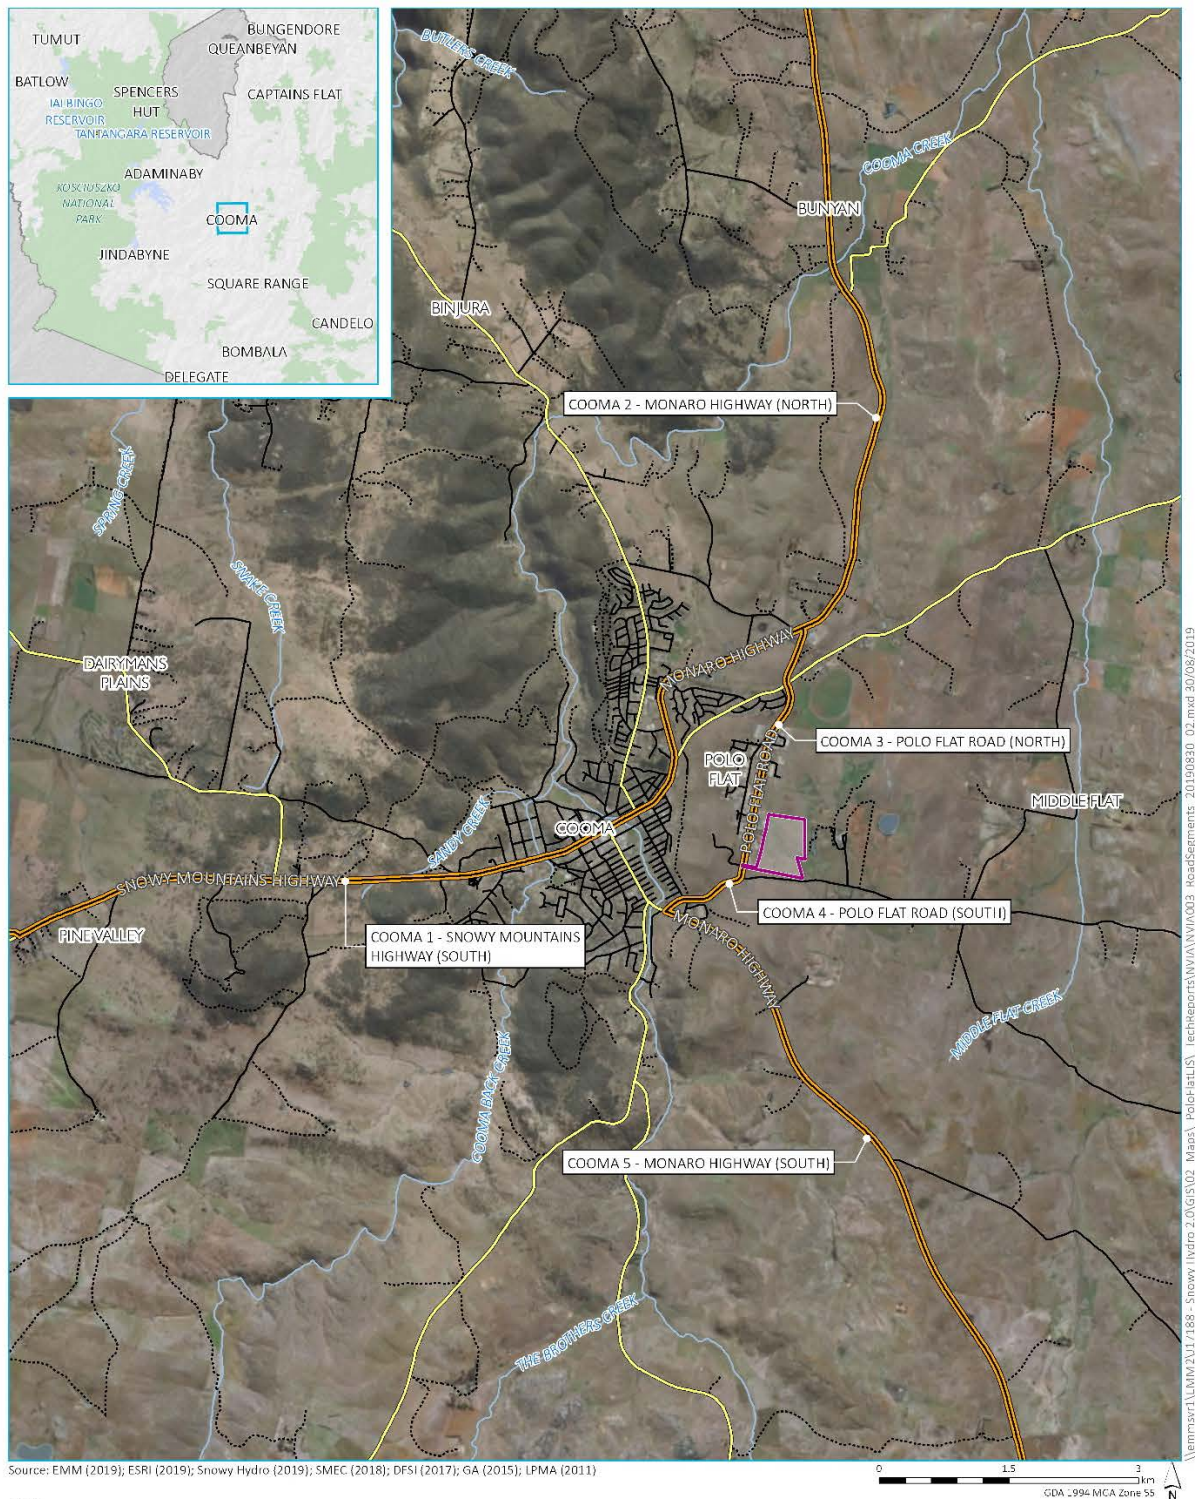 TUMUT
BUNGENDORE
QUEANBEYAN
BATLOW
SPENCERS
HUT
CAPTAINS FLAT
RESERVOIR
TANTANGARA RESERVOIR
ADAMINABY
KOSCIUSZKO
NATIONAL
PARK
COOMA
JINDABYNE
SQUARE RANGE
CANDELO
BOMBALA
DELEGATE
BUTLERS CREEK
COOMA CREEK
BUNYAN
BINJURA
COOMA 2 - MONARO HIGHWAY (NORTH)
SPRING CREEK
SNAKE CREEK
DAIRYMANS
PLAINS
MONARO HIGHWAY
COOMA 3 - POLO FLAT ROAD (NORTH)
POLO
FLAT
POLO FLAT ROAD
MIDDLE FLAT
SANDY CREEK
COOMA
SNOWY MOUNTAINS HIGHWAY
PINE VALLEY
COOMA 1 - SNOWY MOUNTAINS
HIGHWAY (SOUTH)
COOMA 4 - POLO FLAT ROAD (SOUTH)
MONARO HIGHWAY
MIDDLE FLAT CREEK
COOMA BACK CREEK
COOMA 5 - MONARO HIGHWAY (SOUTH)
THE BROTHERS CREEK
Source: EMM (2019); ESRI (2019); Snowy Hydro (2019); SMEC (2018); DFSI (2017); GA (2015); LPMA (2011)
0 1.5 3
km
GDA 1994 MGA Zone 55
N